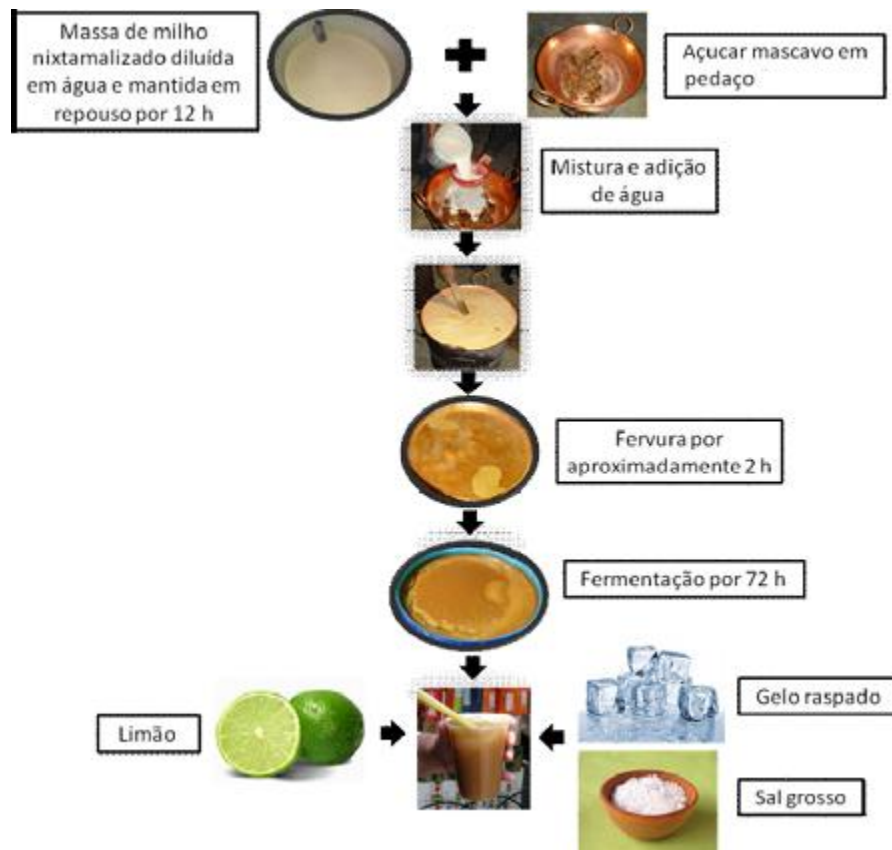 Massa de milho
nixtamalizado diluída
em água e mantida em
repouso por 12 h
Açucar mascavo em
pedaço
Mistura e adição
de água
Fervura por
aproximadamente 2 h
Fermentação por 72 h
Limão
Gelo raspado
Sal grosso